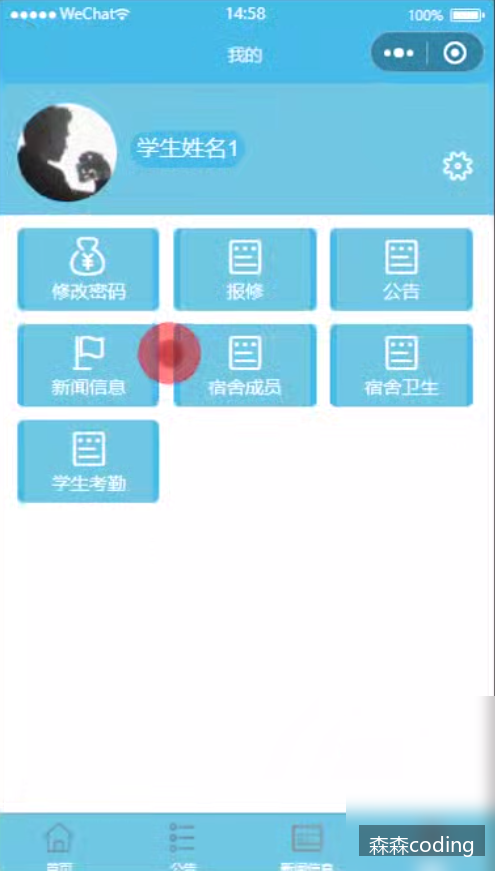 WeChat 14:58 100%
我的
学生姓名1
修改密码 报修 公告
新闻信息 宿舍成员 宿舍卫生
学生考勤
首页 公告 新闻信息
森森coding